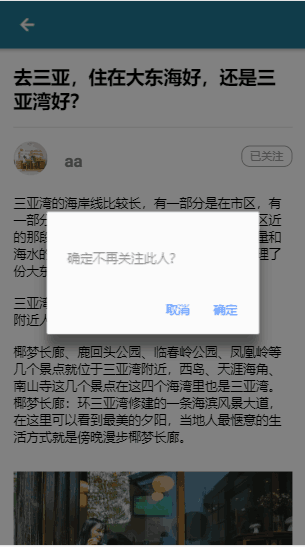 去三亚，住在大东海好，还是三
亚湾好？
aa
已关注
三亚湾的海岸线比较长，有一部分是在市区，有
一部分
区近
的那段
量和
海水的
理了
份大东
确定不再关注此人？
取消
确定
三亚湾
附近人
椰梦长廊、鹿回头公园、临春岭公园、凤凰岭等
几个景点就位于三亚湾附近，西岛、天涯海角、
南山寺这几个景点在这四个海湾里也是三亚湾。
椰梦长廊：环三亚湾修建的一条海滨风景大道，
在这里可以看到最美的夕阳，当地人最惬意的生
活方式就是傍晚漫步椰梦长廊。